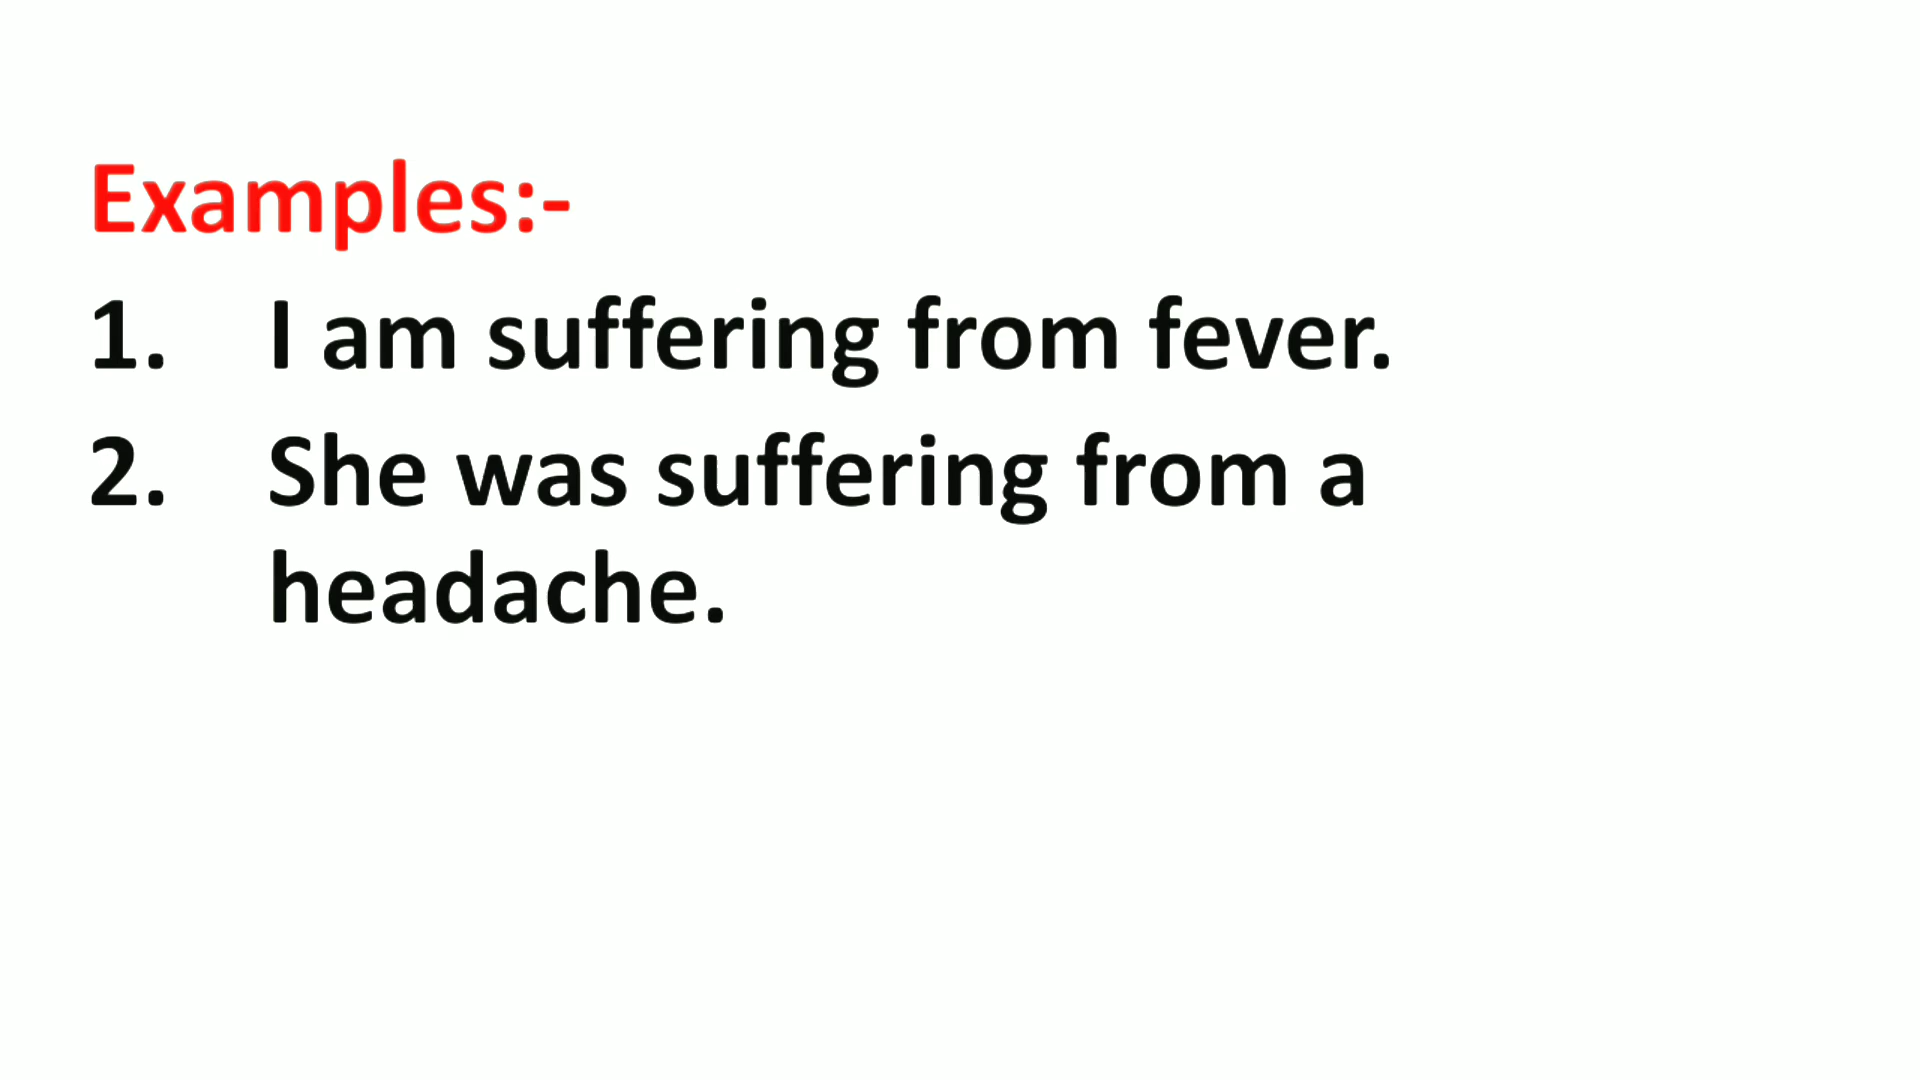 Examples:-
1. I am suffering from fever.
2. She was suffering from a
headache.